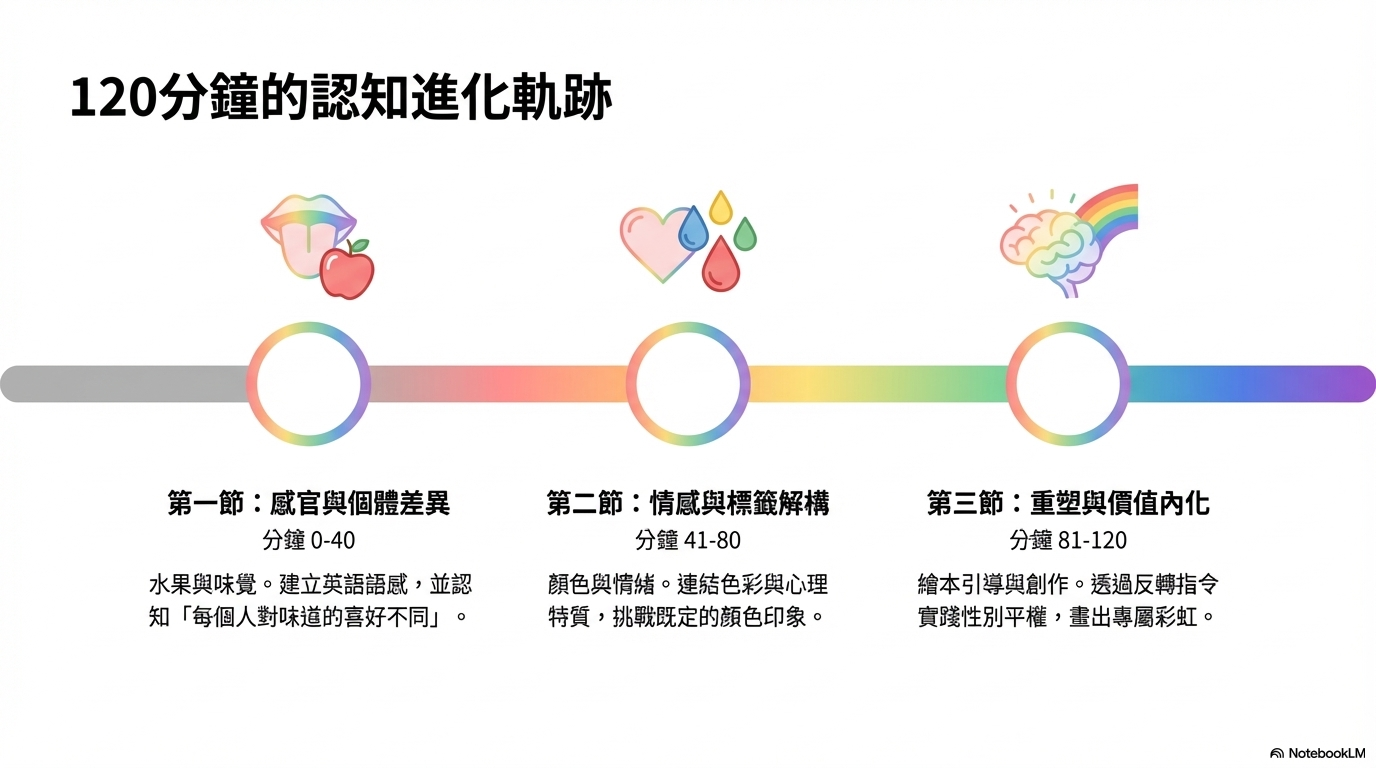 120分鐘的認知進化軌跡
第一節：感官與個體差異
分鐘 0-40
水果與味覺。建立英語語感，並認
知「每個人對味道的喜好不同」。
第二節：情感與標籤解構
分鐘 41-80
顏色與情緒。連結色彩與心理
特質，挑戰既定的顏色印象。
第三節：重塑與價值內化
分鐘 81-120
繪本引導與創作。透過反轉指令
實踐性別平權，畫出專屬彩虹。
NotebookLM